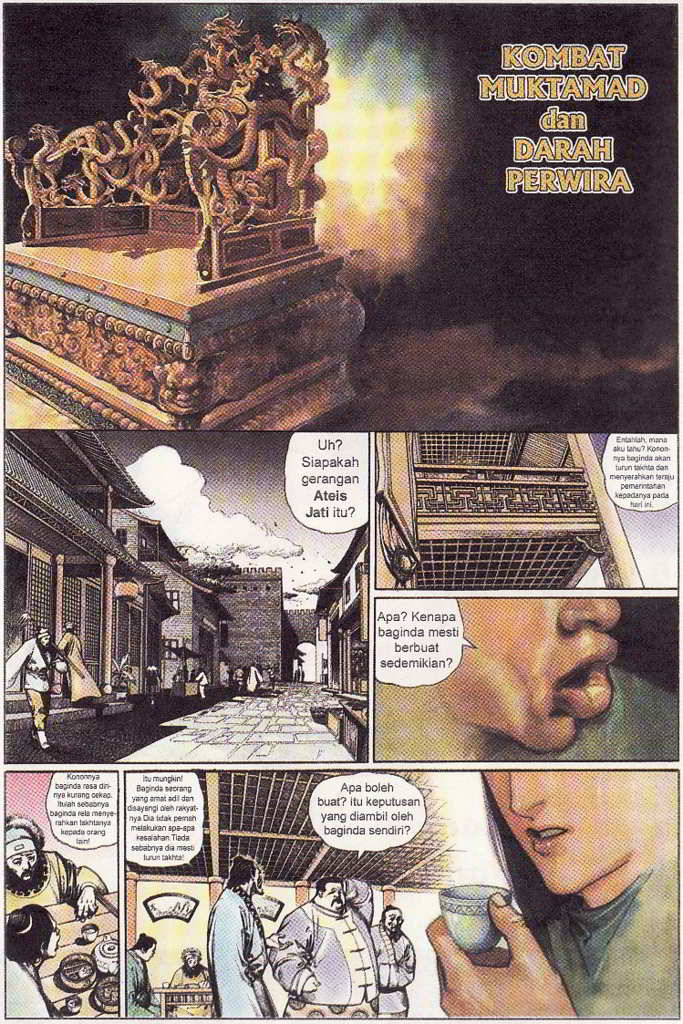 KOMBAT
MUKTAMAD
dan
DARAH
PERWIRA
Uh?
Siapakah
gerangan
Ateis
Jati itu?
Entahlah, mana
aku tahu? Konon-
nya baginda akan
turun takhta dan
menyerahkan teraju
pemerintahan
kepadanya pada
hari ini.
Apa? Kenapa
baginda mesti
berbuat
sedemikian?
Kononnya
baginda rasa diri-
nya kurang cekap.
Itulah sebabnya
baginda rela menye-
rahkan takhtanya
kepada orang
lain!
Itu mungkin!
Baginda seorang
yang amat adil dan
disayangi oleh rakyat-
nya Dia tidak pernah
melakukan apa-apa
kesalahan Tiada
sebabnya dia mesti
turun takhta!
Apa boleh
buat? itu keputusan
yang diambil oleh
baginda sendiri?